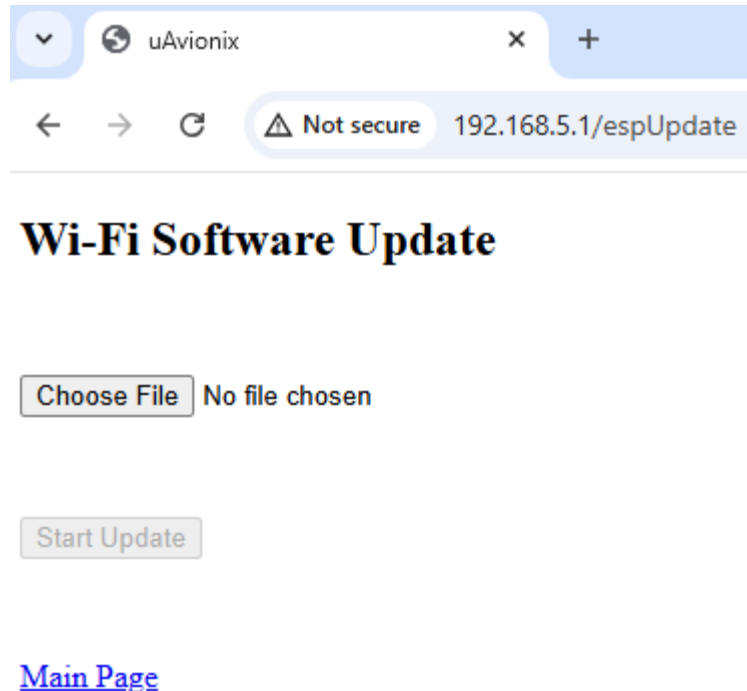 uAvionix
Not secure 192.168.5.1/espUpdate
Wi-Fi Software Update
Choose File No file chosen
Start Update
Main Page